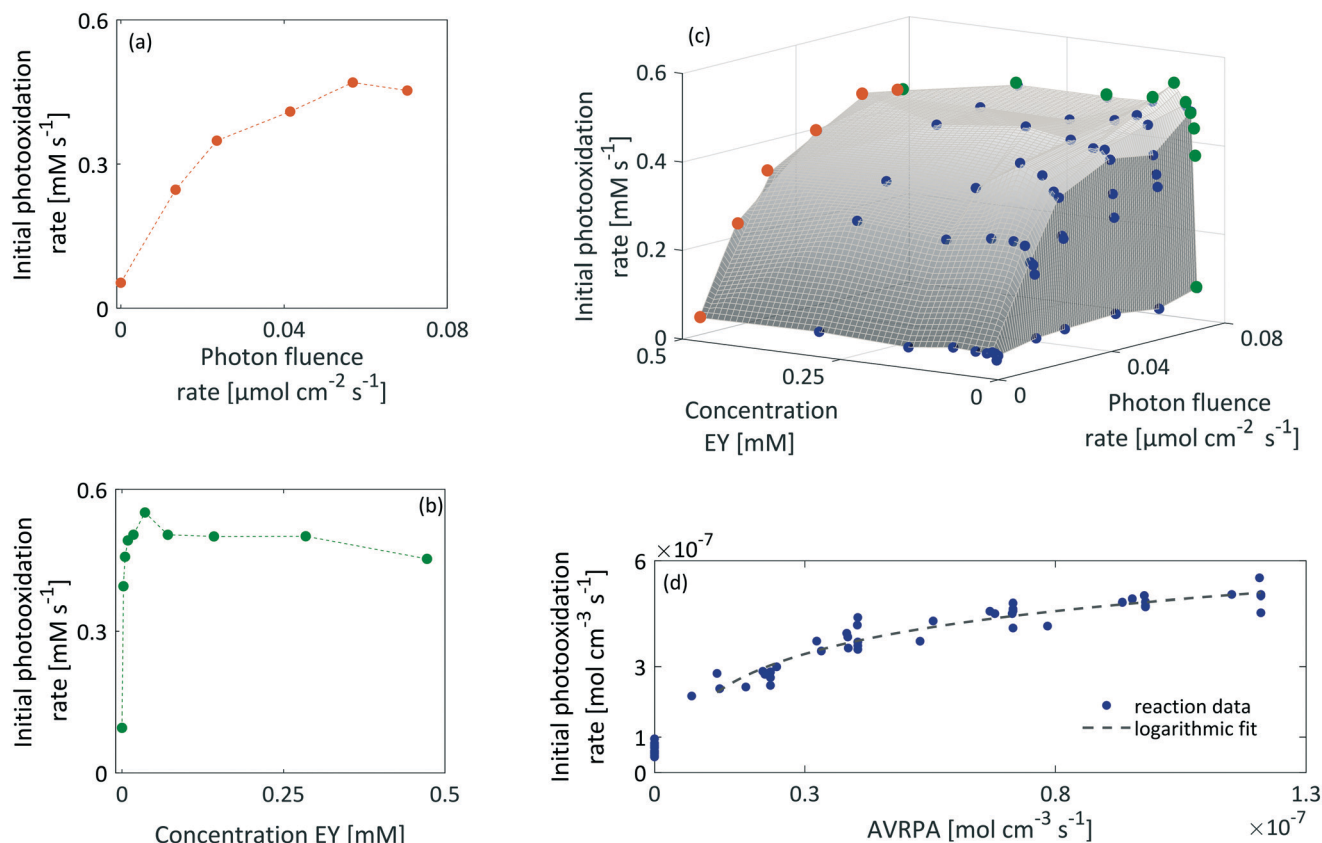 (a)
0.6
0.3
0
Initial photooxidation
rate [mM s⁻¹]
0
0.04
0.08
Photon fluence
rate [µmol cm⁻² s⁻¹]
(c)
0.6
0.4
0.2
0
Initial photooxidation
rate [mM s⁻¹]
0.5
0.25
0
Concentration
EY [mM]
0
0.04
0.08
Photon fluence
rate [µmol cm⁻² s⁻¹]
(b)
0.6
0.3
0
Initial photooxidation
rate [mM s⁻¹]
0
0.25
0.5
Concentration EY [mM]
×10⁻⁷
(d)
6
3
1
0
Initial photooxidation
rate [mol cm⁻³ s⁻¹]
reaction data
logarithmic fit
0
0.3
0.8
1.3
AVRPA [mol cm⁻³ s⁻¹]
×10⁻⁷